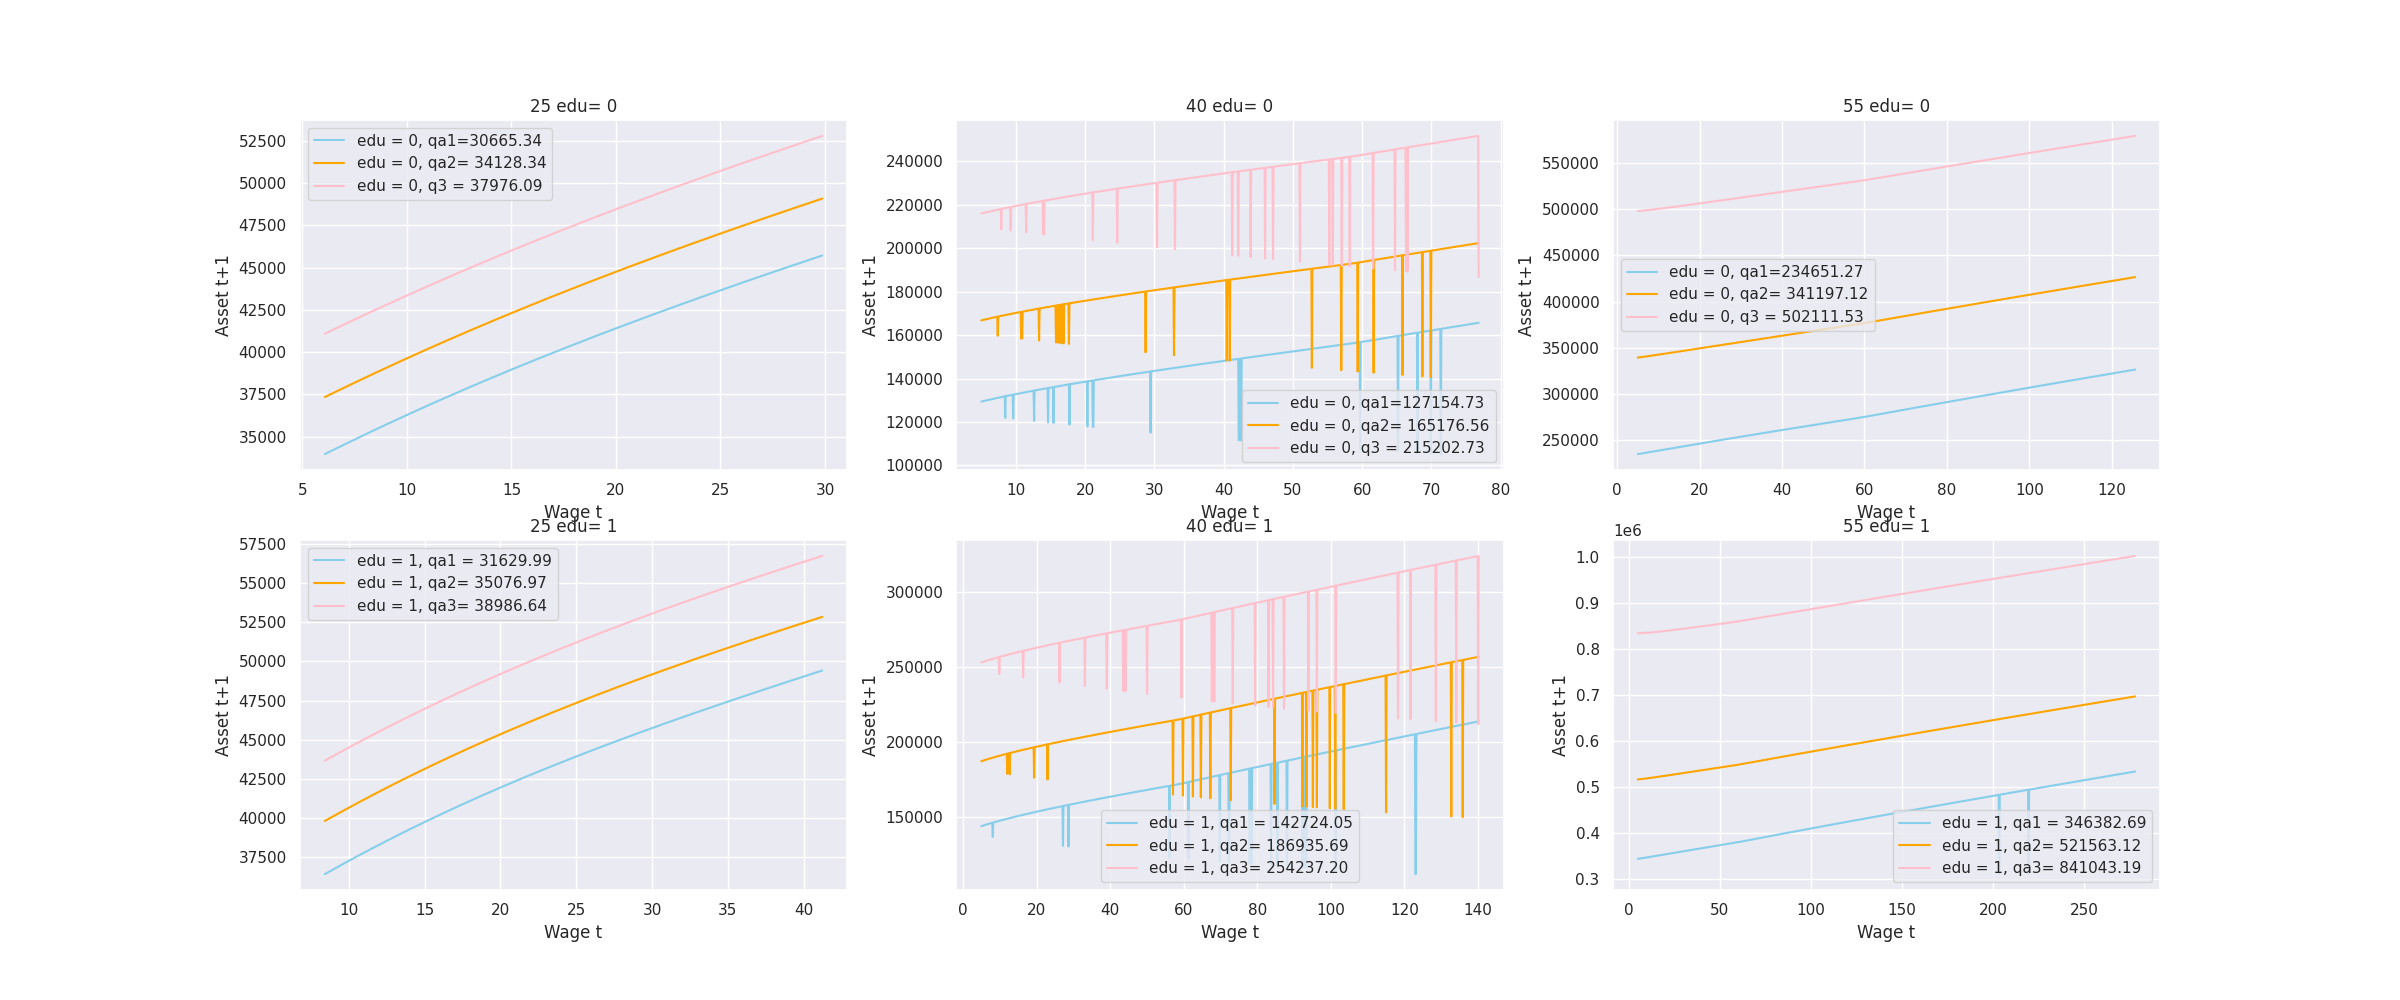 25 edu= 0
52500
50000
47500
45000
42500
40000
37500
35000
Asset t+1
edu = 0, qa1=30665.34
edu = 0, qa2= 34128.34
edu = 0, q3 = 37976.09
5 10 15 20 25 30
Wage t
40 edu= 0
240000
220000
200000
180000
160000
140000
120000
100000
Asset t+1
edu = 0, qa1=127154.73
edu = 0, qa2= 165176.56
edu = 0, q3 = 215202.73
10 20 30 40 50 60 70 80
Wage t
55 edu= 0
550000
500000
450000
400000
350000
300000
250000
Asset t+1
edu = 0, qa1=234651.27
edu = 0, qa2= 341197.12
edu = 0, q3 = 502111.53
0 20 40 60 80 100 120
Wage t
25 edu= 1
57500
55000
52500
50000
47500
45000
42500
40000
37500
Asset t+1
edu = 1, qa1 = 31629.99
edu = 1, qa2= 35076.97
edu = 1, qa3= 38986.64
10 15 20 25 30 35 40
Wage t
40 edu= 1
300000
250000
200000
150000
Asset t+1
edu = 1, qa1 = 142724.05
edu = 1, qa2= 186935.69
edu = 1, qa3= 254237.20
0 20 40 60 80 100 120 140
Wage t
55 edu= 1
1e6
1.0
0.9
0.8
0.7
0.6
0.5
0.4
0.3
Asset t+1
edu = 1, qa1 = 346382.69
edu = 1, qa2= 521563.12
edu = 1, qa3= 841043.19
0 50 100 150 200 250
Wage t